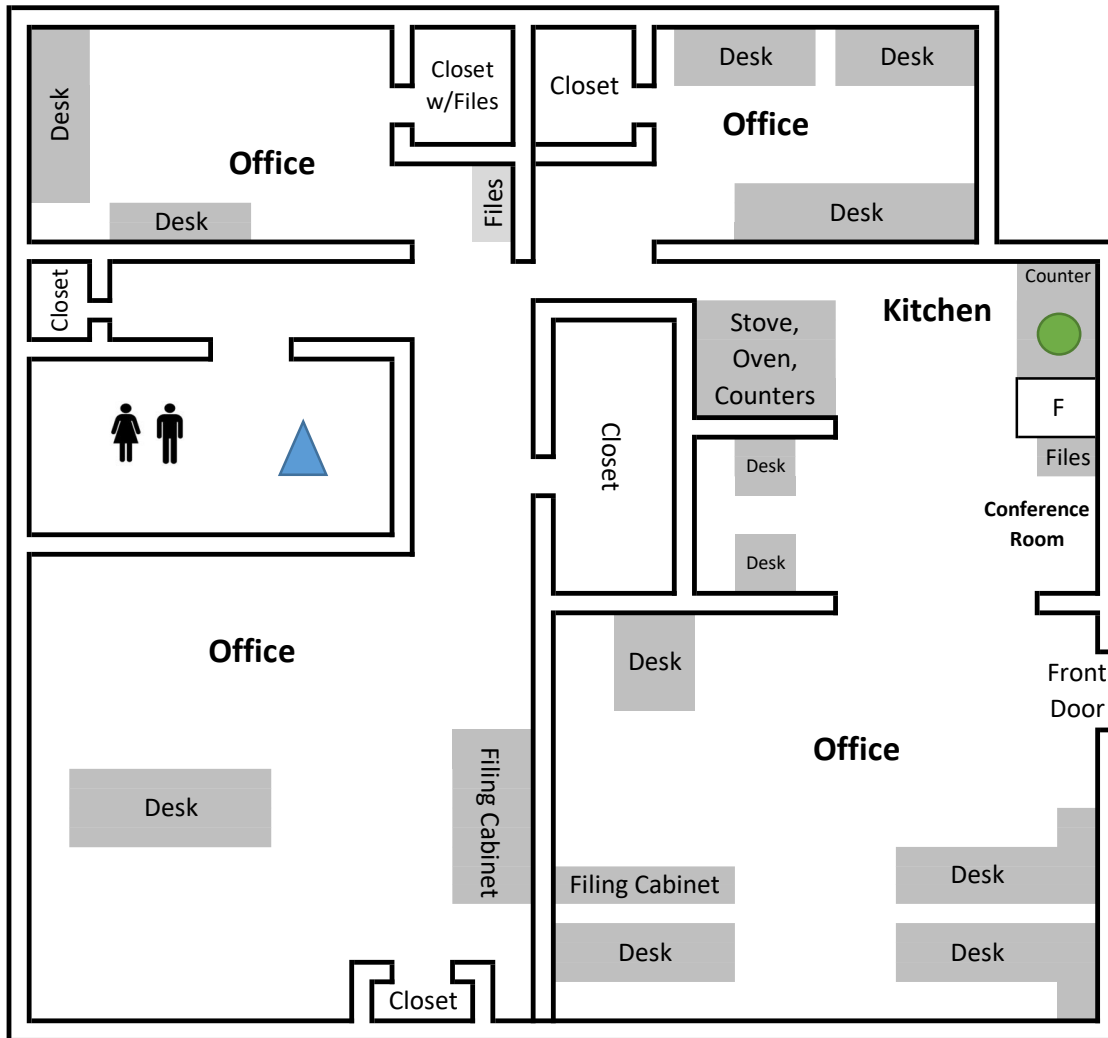 Desk
Closet
w/Files
Closet
Desk
Desk
Office
Office
Files
Desk
Desk
Closet
Kitchen
Counter
Stove,
Oven,
Counters
F
Closet
Desk
Files
Conference
Room
Desk
Office
Desk
Front
Door
Office
Filing Cabinet
Desk
Filing Cabinet
Desk
Desk
Desk
Closet